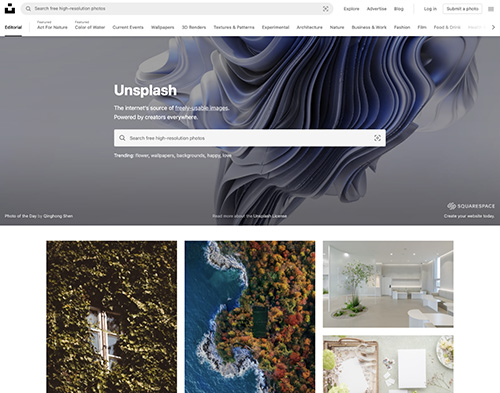 Search free high-resolution photos
Explore Advertise Blog Log in Submit a photo
Editorial
Featured
Art For Nature
Featured
Color of Water
Current Events Wallpapers 3D Renders Textures & Patterns Experimental Architecture Nature Business & Work Fashion Film Food & Drink
Unsplash
The internet's source of freely-usable images.
Powered by creators everywhere.
Search free high-resolution photos
Trending: flower, wallpapers, backgrounds, happy, love
SQUARESPACE
Photo of the Day by Qinghong Shen
Read more about the Unsplash License
Create your website today.